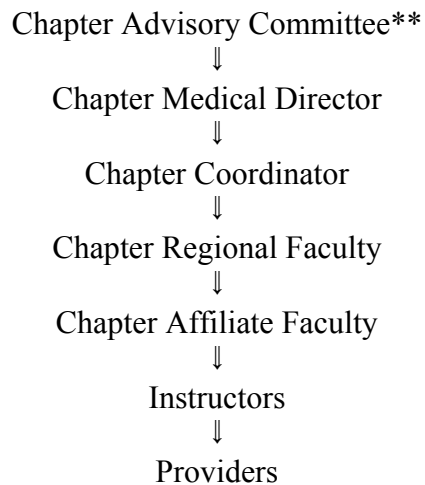 Chapter Advisory Committee**
⇓
Chapter Medical Director
⇓
Chapter Coordinator
⇓
Chapter Regional Faculty
⇓
Chapter Affiliate Faculty
⇓
Instructors
⇓
Providers